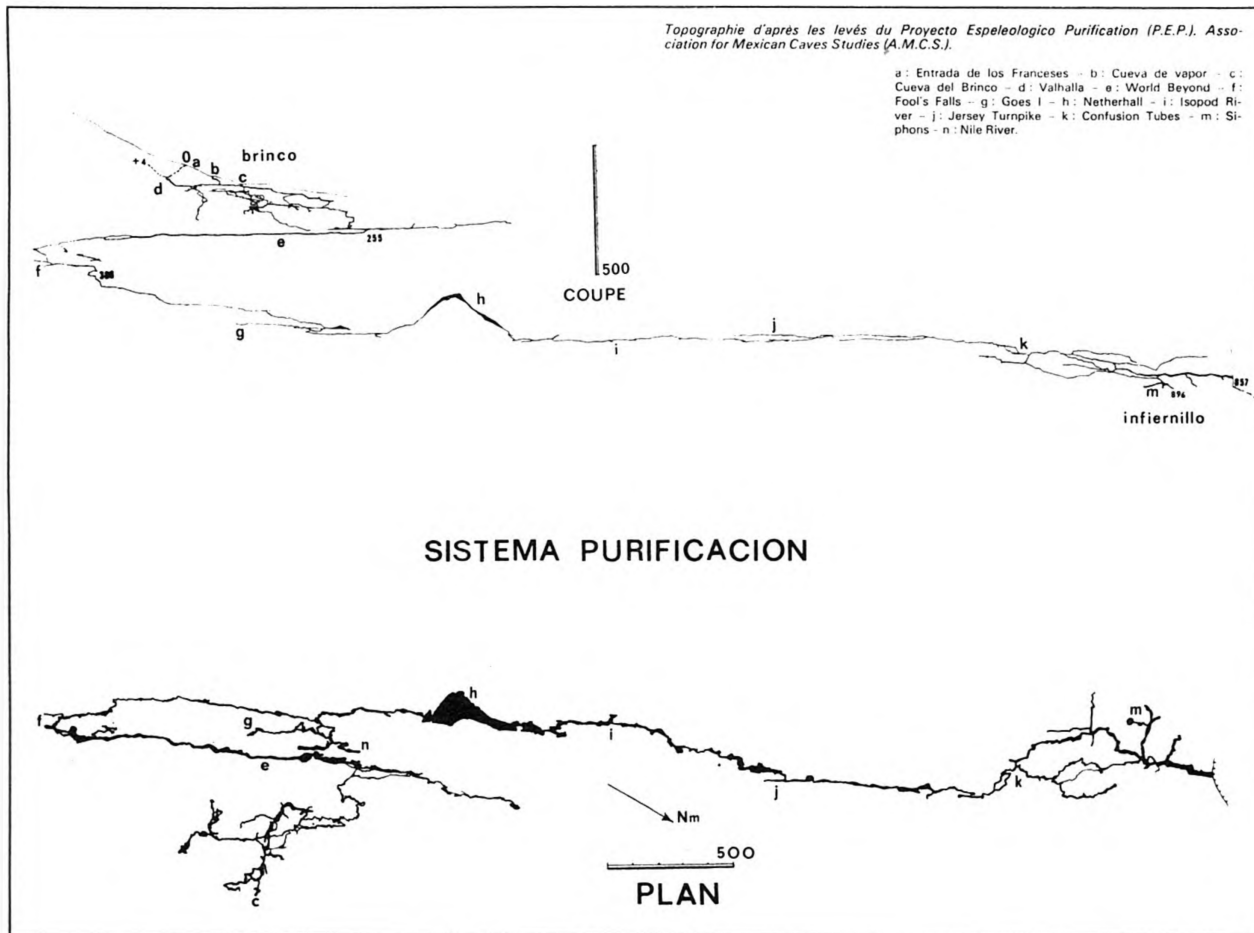 Topographie d'après les levés du Proyecto Espeleologico Purification (P.E.P.). Asso-
ciation for Mexican Caves Studies (A.M.C.S.).
a : Entrada de los Franceses - b : Cueva de vapor - c :
Cueva del Brinco - d : Valhalla - e : World Beyond - f :
Fool's Falls - g : Goes I - h : Netherhall - i : Isopod Ri-
ver - j : Jersey Turnpike - k : Confusion Tubes - m : Si-
phons - n : Nile River.
+4
0 a
brinco
b
c
d
e
255
f
388
500
COUPE
g
h
i
j
k
m
896
857
infiernillo
SISTEMA PURIFICACION
f
g
h
n
e
i
j
k
m
c
Nm
500
PLAN